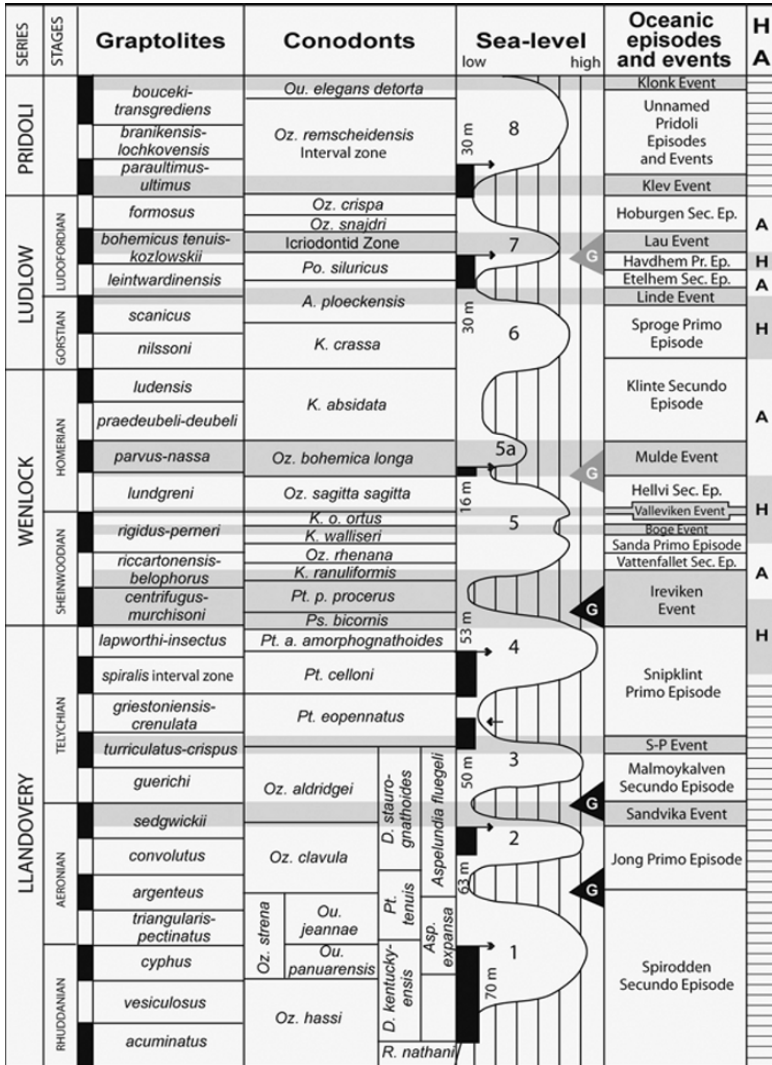 SERIES
STAGES
Graptolites
Conodonts
Sea-level
low
high
Oceanic
episodes
and events
H
A
PRIDOLI
LUDLOW
WENLOCK
LLANDOVERY
LUDOFORDIAN
GORSTIAN
HOMERIAN
SHEINWOODIAN
TELYCHIAN
AERONIAN
RHUDDANIAN
bouceki-
transgrediens
branikensis-
lochkovensis
paraultimus-
ultimus
formosus
bohemicus tenuis-
kozlowskii
leintwardinensis
scanicus
nilssoni
ludensis
praedeubeli-deubeli
parvus-nassa
lundgreni
rigidus-perneri
riccartonensis-
belophorus
centrifugus-
murchisoni
lapworthi-insectus
spiralis interval zone
griestoniensis-
crenulata
turriculatus-crispus
guerichi
sedgwickii
convolutus
argenteus
triangularis-
pectinatus
cyphus
vesiculosus
acuminatus
Ou. elegans detorta
Oz. remscheidensis
Interval zone
Oz. crispa
Oz. snajdri
Icriodontid Zone
Po. siluricus
A. ploeckensis
K. crassa
K. absidata
Oz. bohemica longa
Oz. sagitta sagitta
K. o. ortus
K. walliseri
Oz. rhenana
K. ranuliformis
Pt. p. procerus
Ps. bicornis
Pt. a. amorphognathoides
Pt. celloni
Pt. eopennatus
Oz. aldridgei
Oz. clavula
Oz. strena
Ou.
jeannae
Ou.
panuarensis
Oz. hassi
D. stauro-
gnathoides
Pt.
tenuis
D. kentucky-
ensis
R. nathani
Aspelundia fluegeli
Asp.
expansa
8
30 m
7
30 m
6
5a
16 m
5
53 m
4
3
50 m
2
63 m
1
70 m
G
G
G
G
G
Klonk Event
Unnamed
Pridoli
Episodes
and Events
Klev Event
Hoburgen Sec. Ep.
Lau Event
Havdhem Pr. Ep.
Etelhem Sec. Ep.
Linde Event
Sproge Primo
Episode
Klinte Secundo
Episode
Mulde Event
Hellvi Sec. Ep.
Valleviken Event
Boge Event
Sanda Primo Episode
Vattenfallet Sec. Ep.
Ireviken
Event
Snipklint
Primo Episode
S-P Event
Malmoykalven
Secundo Episode
Sandvika Event
Jong Primo Episode
Spirodden
Secundo Episode
A
H
A
H
A
H
A
H